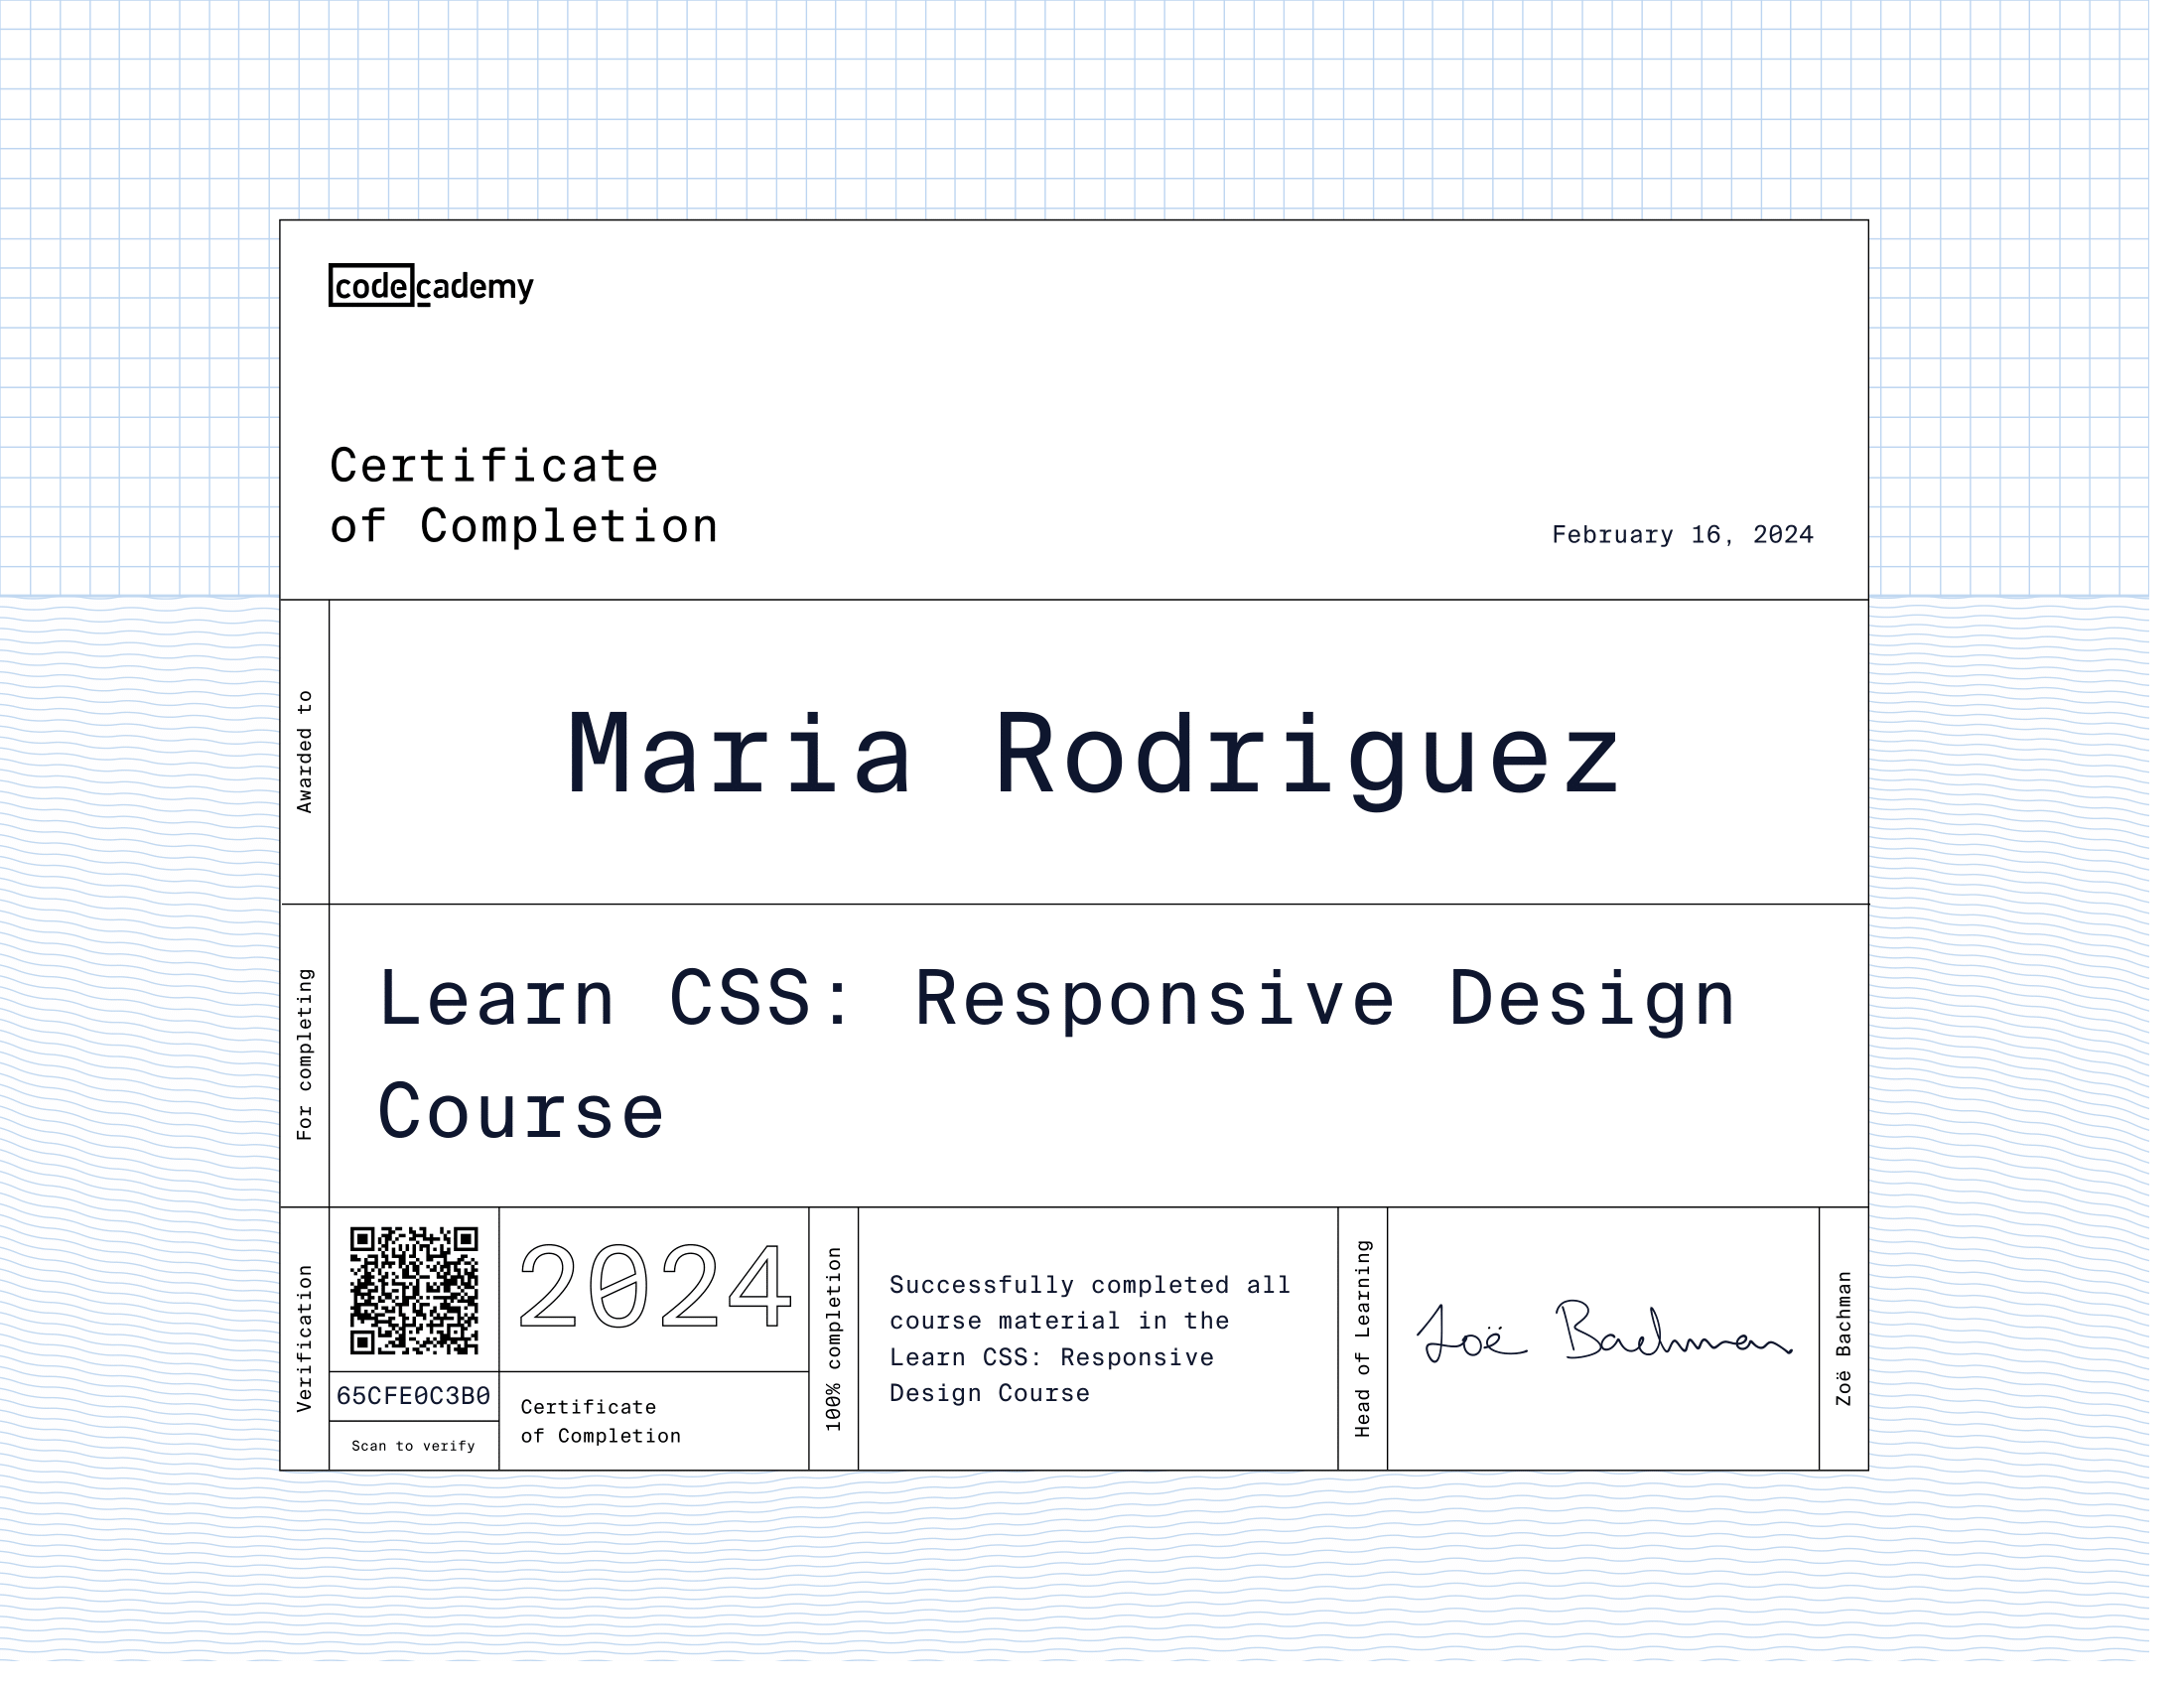 codecademy
Certificate
of Completion
February 16, 2024
Awarded to
Maria Rodriguez
For completing
Learn CSS: Responsive Design
Course
Verification
65CFE0C3B0
Scan to verify
2024
Certificate
of Completion
100% completion
Successfully completed all
course material in the
Learn CSS: Responsive
Design Course
Head of Learning
Zoë Bachman
Zoë Bachman